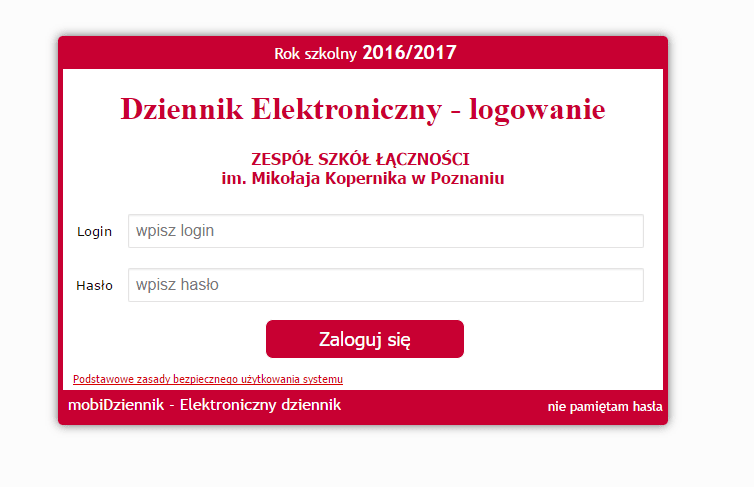 Rok szkolny 2016/2017
Dziennik Elektroniczny - logowanie
ZESPÓŁ SZKÓŁ ŁĄCZNOŚCI
im. Mikołaja Kopernika w Poznaniu
Login wpisz login
Hasło wpisz hasło
Zaloguj się
Podstawowe zasady bezpiecznego użytkowania systemu
mobiDziennik - Elektroniczny dziennik nie pamiętam hasła